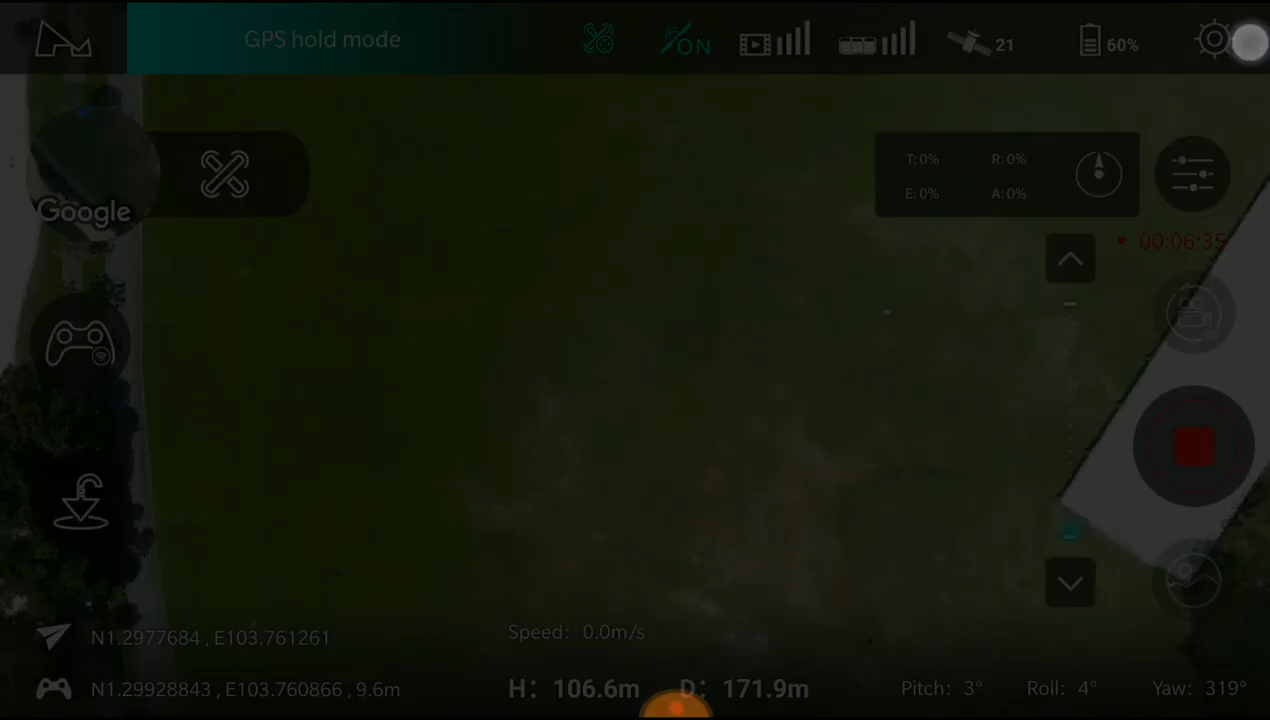 GPS hold mode
ON
21
60%
Google
T: 0% R: 0%
E: 0% A: 0%
00:06:35
N1.2977684 , E103.761261
Speed: 0.0m/s
N1.29928843 , E103.760866 , 9.6m
H: 106.6m D: 171.9m
Pitch: 3° Roll: 4° Yaw: 319°